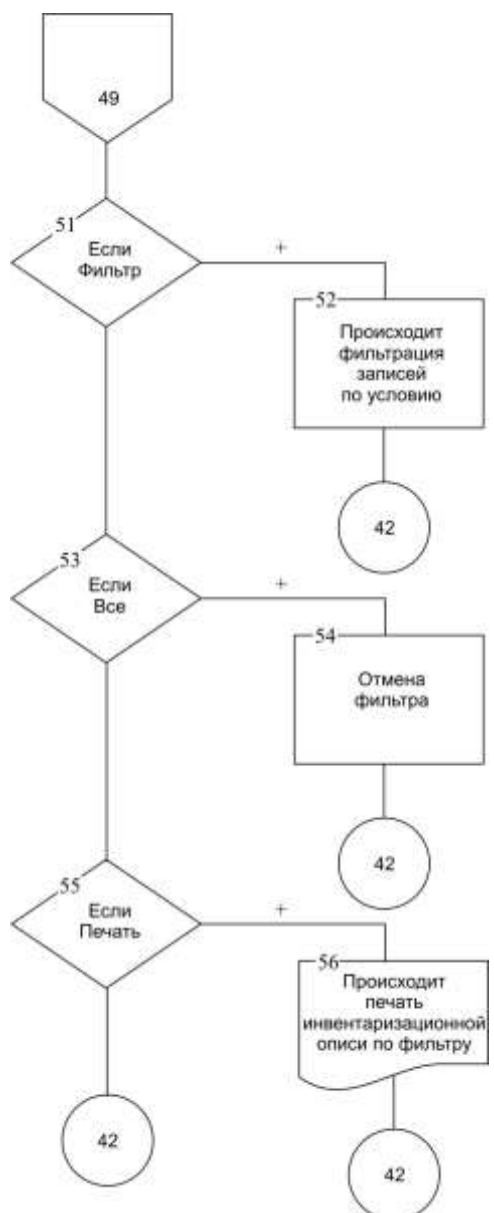 49
51
Если
Фильтр
+
52
Происходит
фильтрация
записей
по условию
42
53
Если
Все
+
54
Отмена
фильтра
42
55
Если
Печать
+
56
Происходит
печать
инвентаризационной
описи по фильтру
42
42